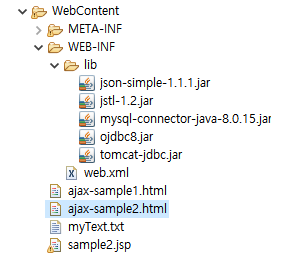 WebContent
META-INF
WEB-INF
lib
json-simple-1.1.1.jar
jstl-1.2.jar
mysql-connector-java-8.0.15.jar
ojdbc8.jar
tomcat-jdbc.jar
web.xml
ajax-sample1.html
ajax-sample2.html
myText.txt
sample2.jsp